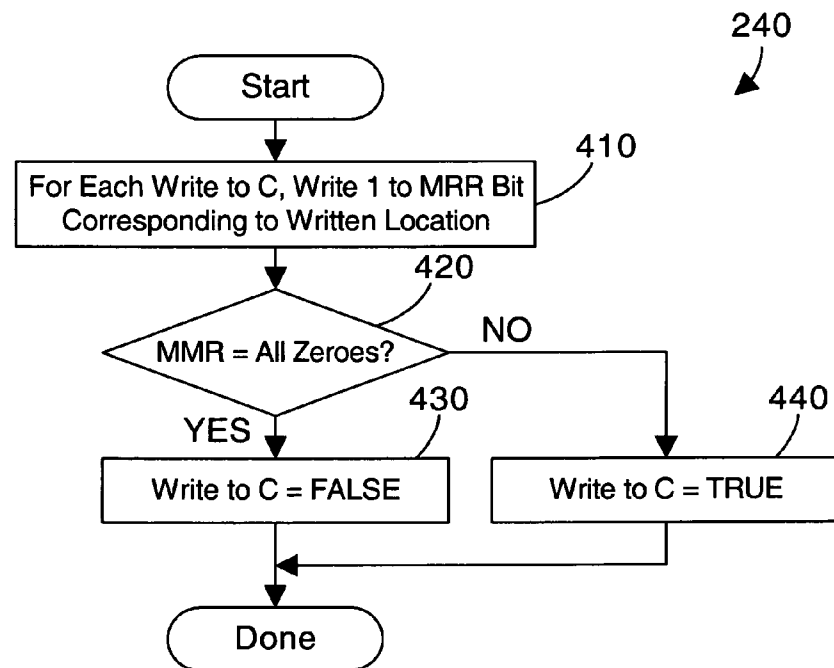 240
Start
410
For Each Write to C, Write 1 to MRR Bit
Corresponding to Written Location
420
MMR = All Zeroes?
NO
YES
430
440
Write to C = FALSE
Write to C = TRUE
Done